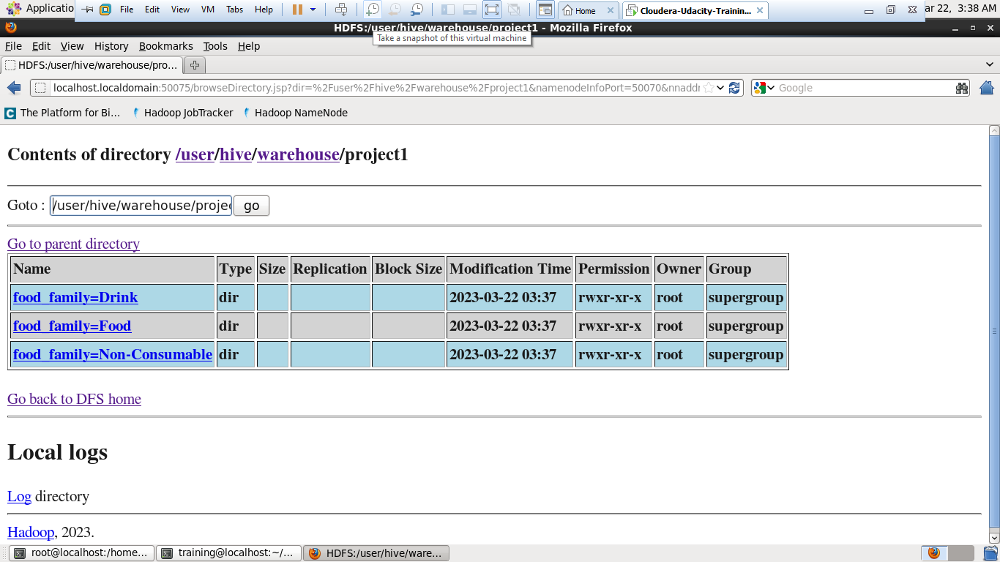 Applicatio File Edit View VM Tabs Help Home Cloudera-Udacity-Trainin... ar 22, 3:38 AM
HDFS:/user/hive/warehouse/project1 - Mozilla Firefox
Take a snapshot of this virtual machine
File Edit View History Bookmarks Tools Help
HDFS:/user/hive/warehouse/pro...
localhost.localdomain:50075/browseDirectory.jsp?dir=%2Fuser%2Fhive%2Fwarehouse%2Fproject1&namenodeInfoPort=50070&nnaddr Google
The Platform for Bi... Hadoop JobTracker Hadoop NameNode
Contents of directory /user/hive/warehouse/project1
Goto : /user/hive/warehouse/projec go
Go to parent directory
Name Type Size Replication Block Size Modification Time Permission Owner Group
food_family=Drink dir 2023-03-22 03:37 rwxr-xr-x root supergroup
food_family=Food dir 2023-03-22 03:37 rwxr-xr-x root supergroup
food_family=Non-Consumable dir 2023-03-22 03:37 rwxr-xr-x root supergroup
Go back to DFS home
Local logs
Log directory
Hadoop, 2023.
root@localhost:/home... training@localhost:~/... HDFS:/user/hive/ware...